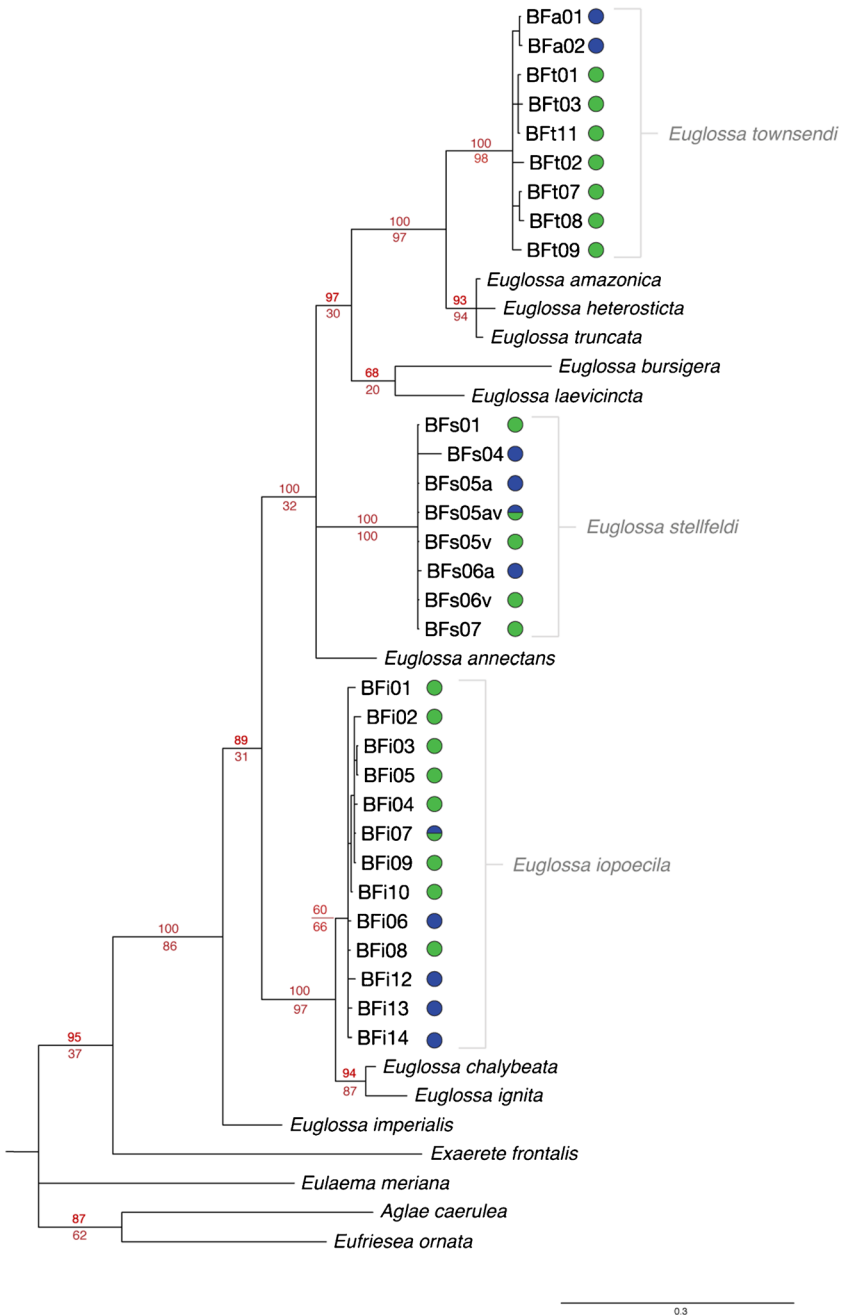 BFa01
BFa02
BFt01
BFt03
BFt11
Euglossa townsendi
100
98
BFt02
BFt07
BFt08
100
97
BFt09
Euglossa amazonica
97
30
93
94
Euglossa heterosticta
Euglossa truncata
Euglossa bursigera
68
20
Euglossa laevicincta
BFs01
BFs04
BFs05a
100
32
BFs05av
100
100
Euglossa stellfeldi
BFs05v
BFs06a
BFs06v
BFs07
Euglossa annectans
BFi01
BFi02
89
31
BFi03
BFi05
BFi04
BFi07
BFi09
Euglossa iopoecila
BFi10
60
66
BFi06
100
86
BFi08
BFi12
100
97
BFi13
BFi14
95
37
Euglossa chalybeata
94
87
Euglossa ignita
Euglossa imperialis
Exaerete frontalis
Eulaema meriana
Aglae caerulea
87
62
Eufriesea ornata
0.3